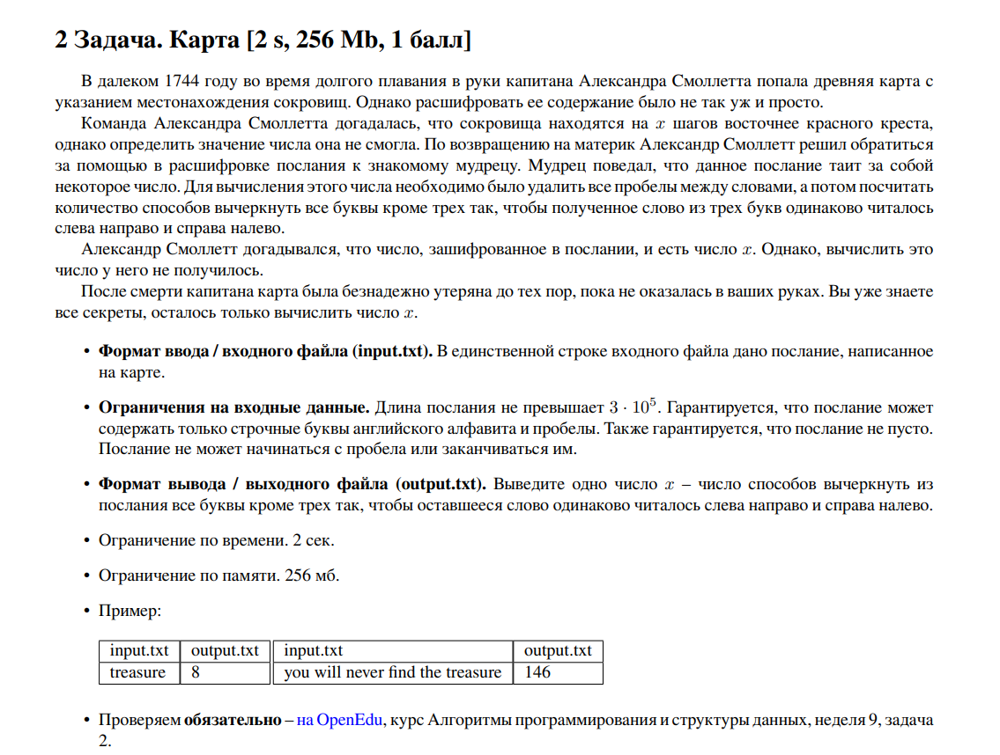 2 Задача. Карта [2 s, 256 Mb, 1 балл]
В далеком 1744 году во время долгого плавания в руки капитана Александра Смоллетта попала древняя карта с
указанием местонахождения сокровищ. Однако расшифровать ее содержание было не так уж и просто.
Команда Александра Смоллетта догадалась, что сокровища находятся на x шагов восточнее красного креста,
однако определить значение числа она не смогла. По возвращению на материк Александр Смоллетт решил обратиться
за помощью в расшифровке послания к знакомому мудрецу. Мудрец поведал, что данное послание таит за собой
некоторое число. Для вычисления этого числа необходимо было удалить все пробелы между словами, а потом посчитать
количество способов вычеркнуть все буквы кроме трех так, чтобы полученное слово из трех букв одинаково читалось
слева направо и справа налево.
Александр Смоллетт догадывался, что число, зашифрованное в послании, и есть число x. Однако, вычислить это
число у него не получилось.
После смерти капитана карта была безнадежно утеряна до тех пор, пока не оказалась в ваших руках. Вы уже знаете
все секреты, осталось только вычислить число x.
• Формат ввода / входного файла (input.txt). В единственной строке входного файла дано послание, написанное
на карте.
• Ограничения на входные данные. Длина послания не превышает 3 · 10⁵. Гарантируется, что послание может
содержать только строчные буквы английского алфавита и пробелы. Также гарантируется, что послание не пусто.
Послание не может начинаться с пробела или заканчиваться им.
• Формат вывода / выходного файла (output.txt). Выведите одно число x – число способов вычеркнуть из
послания все буквы кроме трех так, чтобы оставшееся слово одинаково читалось слева направо и справа налево.
• Ограничение по времени. 2 сек.
• Ограничение по памяти. 256 мб.
• Пример:
input.txt output.txt input.txt output.txt
treasure 8 you will never find the treasure 146
• Проверяем обязательно – на OpenEdu, курс Алгоритмы программирования и структуры данных, неделя 9, задача
2.